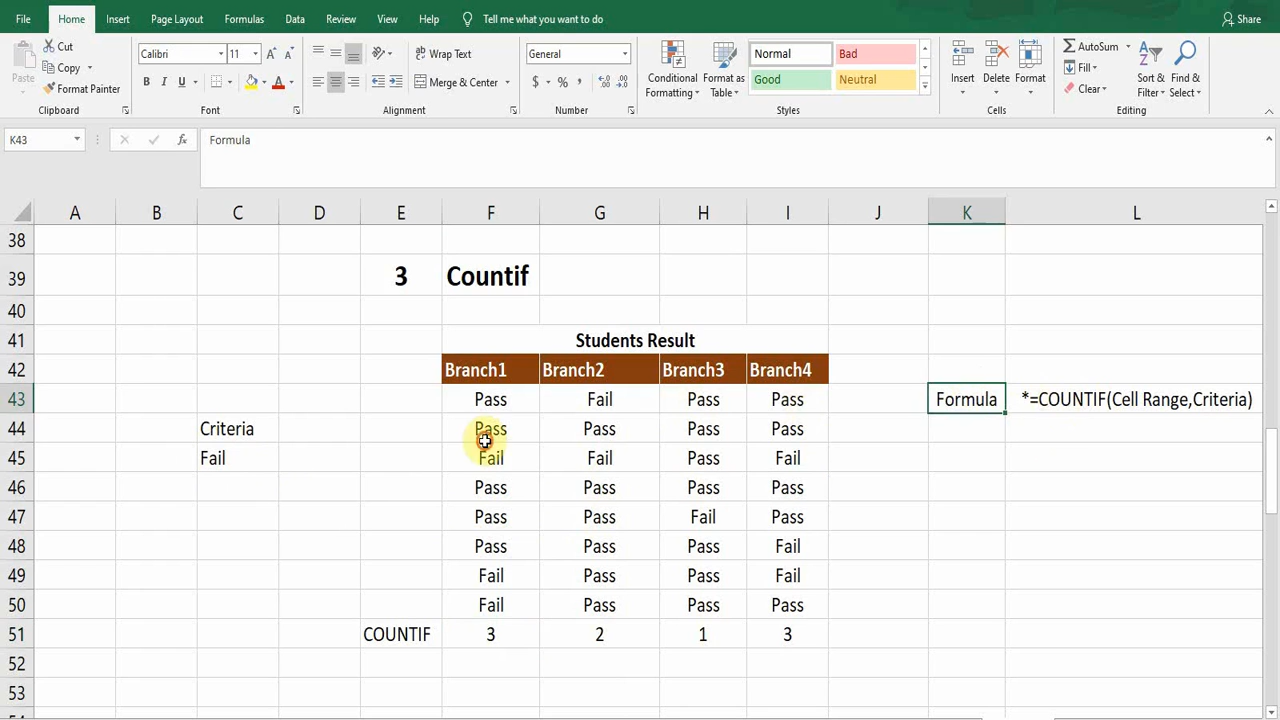 File Home Insert Page Layout Formulas Data Review View Help Tell me what you want to do Share
Paste Cut Calibri 11 A A Wrap Text General Conditional Format as Normal Bad Insert Delete Format AutoSum Sort & Find &
Copy Formatting Table Fill Filter Select
Format Painter B I U A Merge & Center $ % , Good Neutral Clear
Clipboard Font Alignment Number Styles Cells Editing
K43 fx Formula
A B C D E F G H I J K L
38
39 3 Countif
40
41 Students Result
42 Branch1 Branch2 Branch3 Branch4
43 Pass Fail Pass Pass Formula *=COUNTIF(Cell Range,Criteria)
44 Criteria Pass Pass Pass Pass
45 Fail Fail Fail Pass Fail
46 Pass Pass Pass Pass
47 Pass Pass Fail Pass
48 Pass Pass Pass Fail
49 Fail Pass Pass Fail
50 Fail Pass Pass Pass
51 COUNTIF 3 2 1 3
52
53